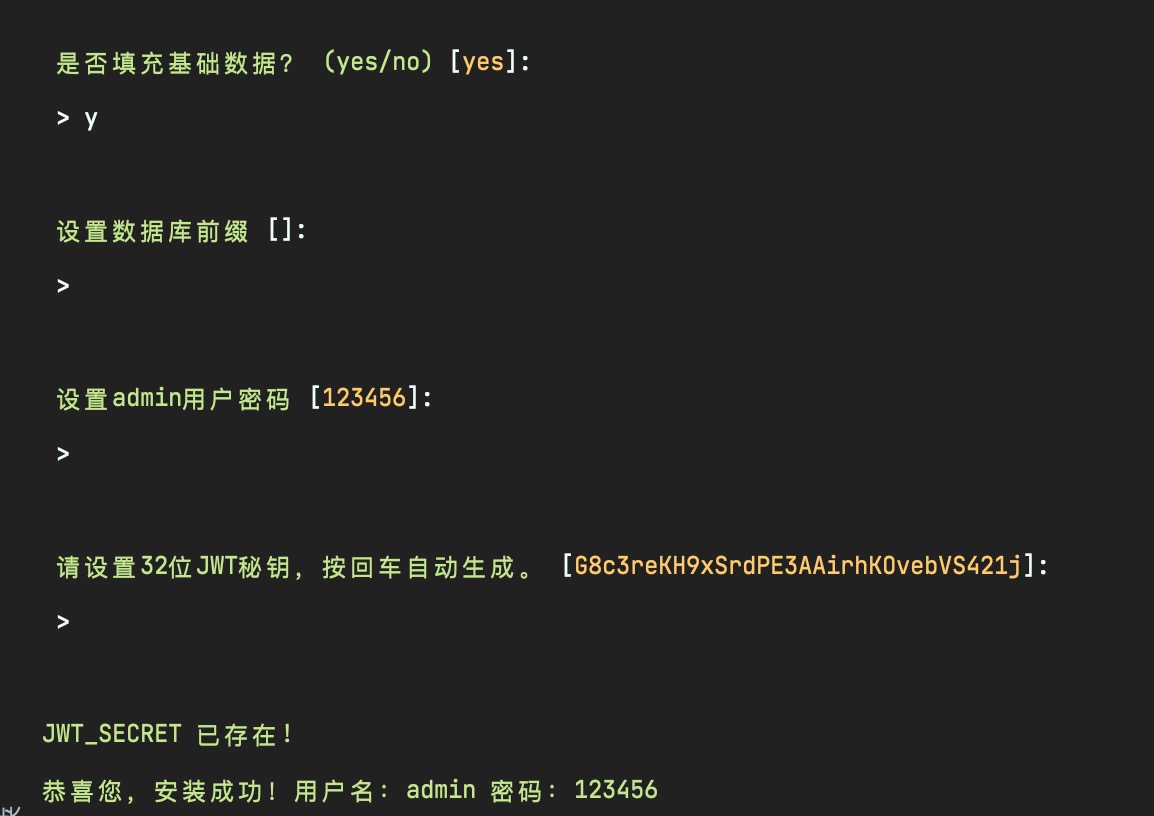 是否填充基础数据？ (yes/no) [yes]:
> y
设置数据库前缀 []:
>
设置admin用户密码 [123456]:
>
请设置32位JWT秘钥，按回车自动生成。 [G8c3reKH9xSrdPE3AAirhKOvebVS421j]:
>
JWT_SECRET 已存在！
恭喜您，安装成功！用户名：admin 密码：123456